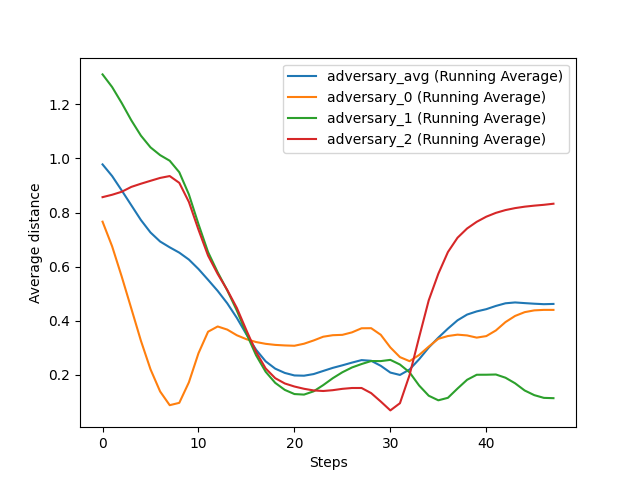 adversary_avg (Running Average)
adversary_0 (Running Average)
adversary_1 (Running Average)
adversary_2 (Running Average)
1.2
1.0
0.8
0.6
0.4
0.2
Average distance
0 10 20 30 40
Steps